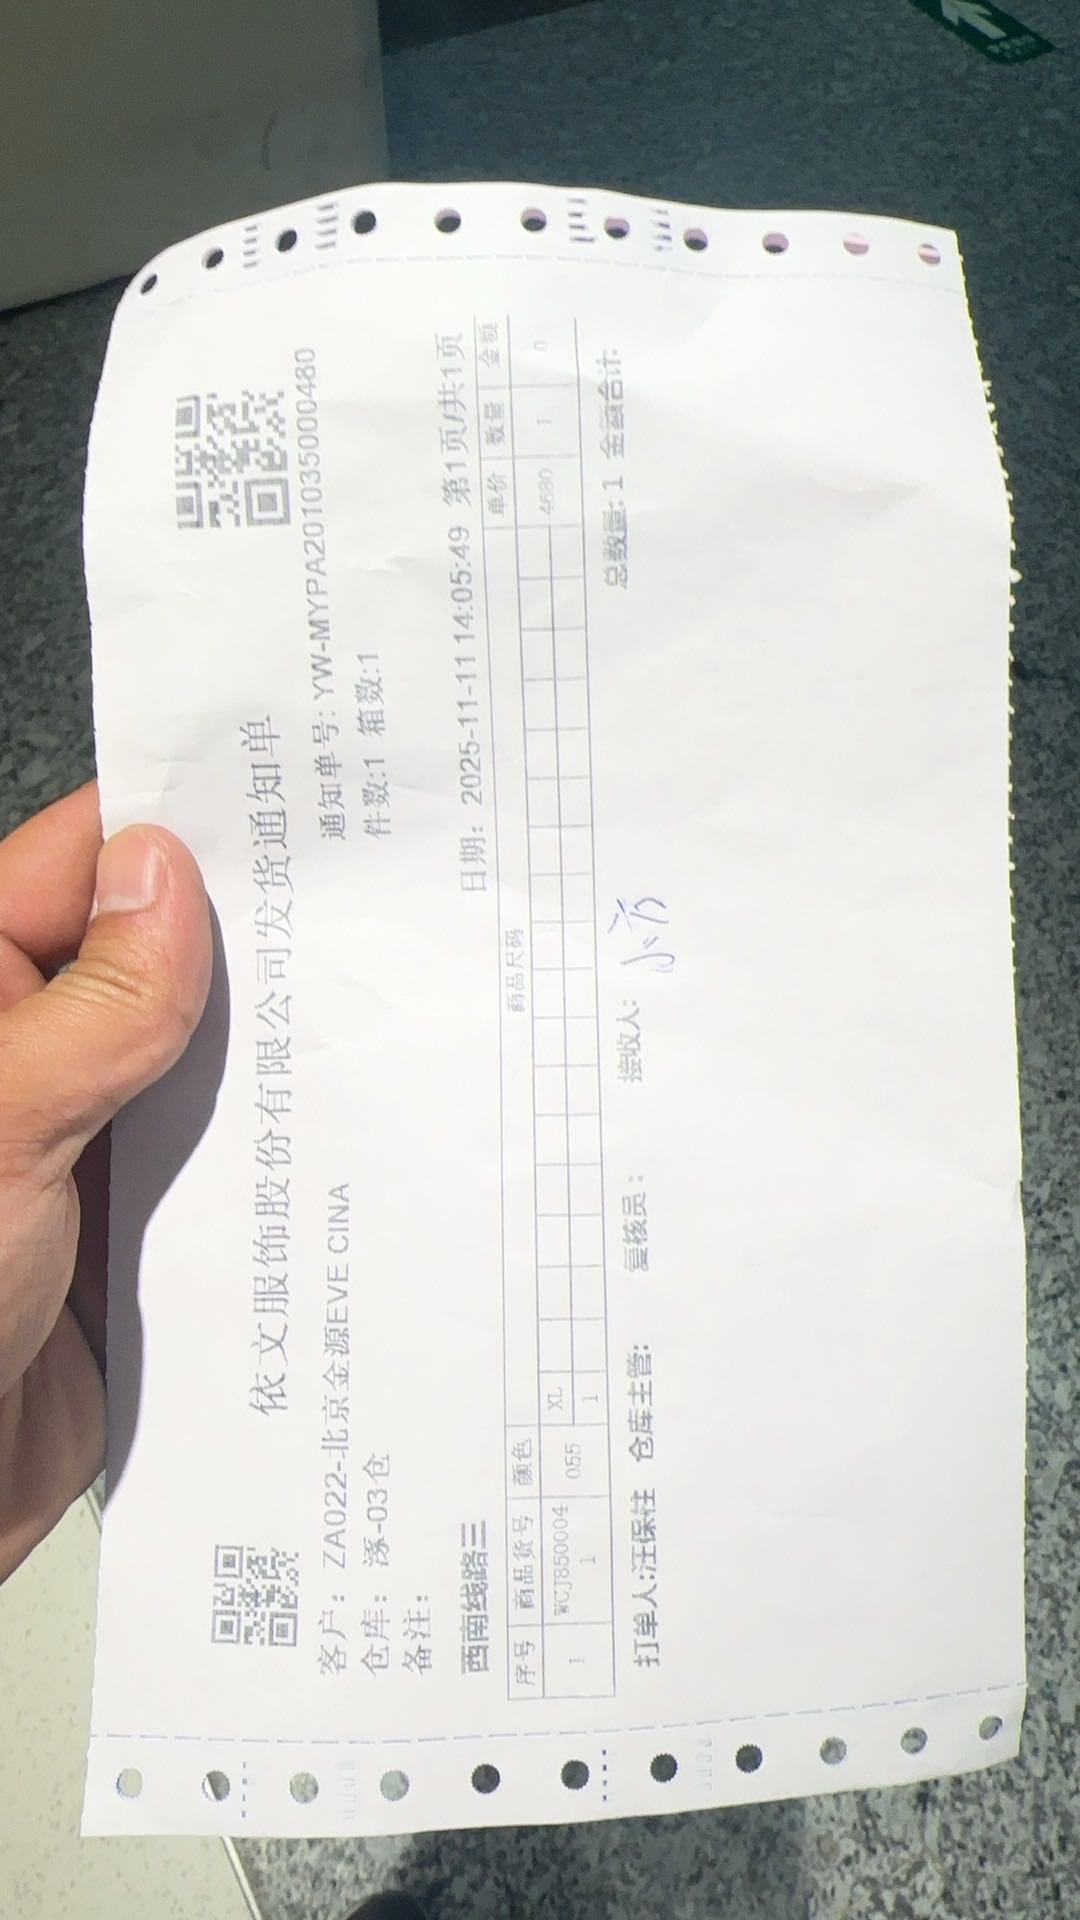 依文服饰股份有限公司发货通知单
客户: ZA022-北京金源EVE CINA 通知单号: YW-MYPA201035000480
仓库: 涿-03仓 件数:1 箱数:1
备注:
西南线路三 日期: 2025-11-11 14:05:49 第1页/共1页
序号 商品货号 颜色 商品尺码 单价 数量 金额
XL
1 WCJ850004 055 1 4680 1 0
1
打单人:汪保柱 仓库主管: 复核员: 接收人: 总数量: 1 金额合计: